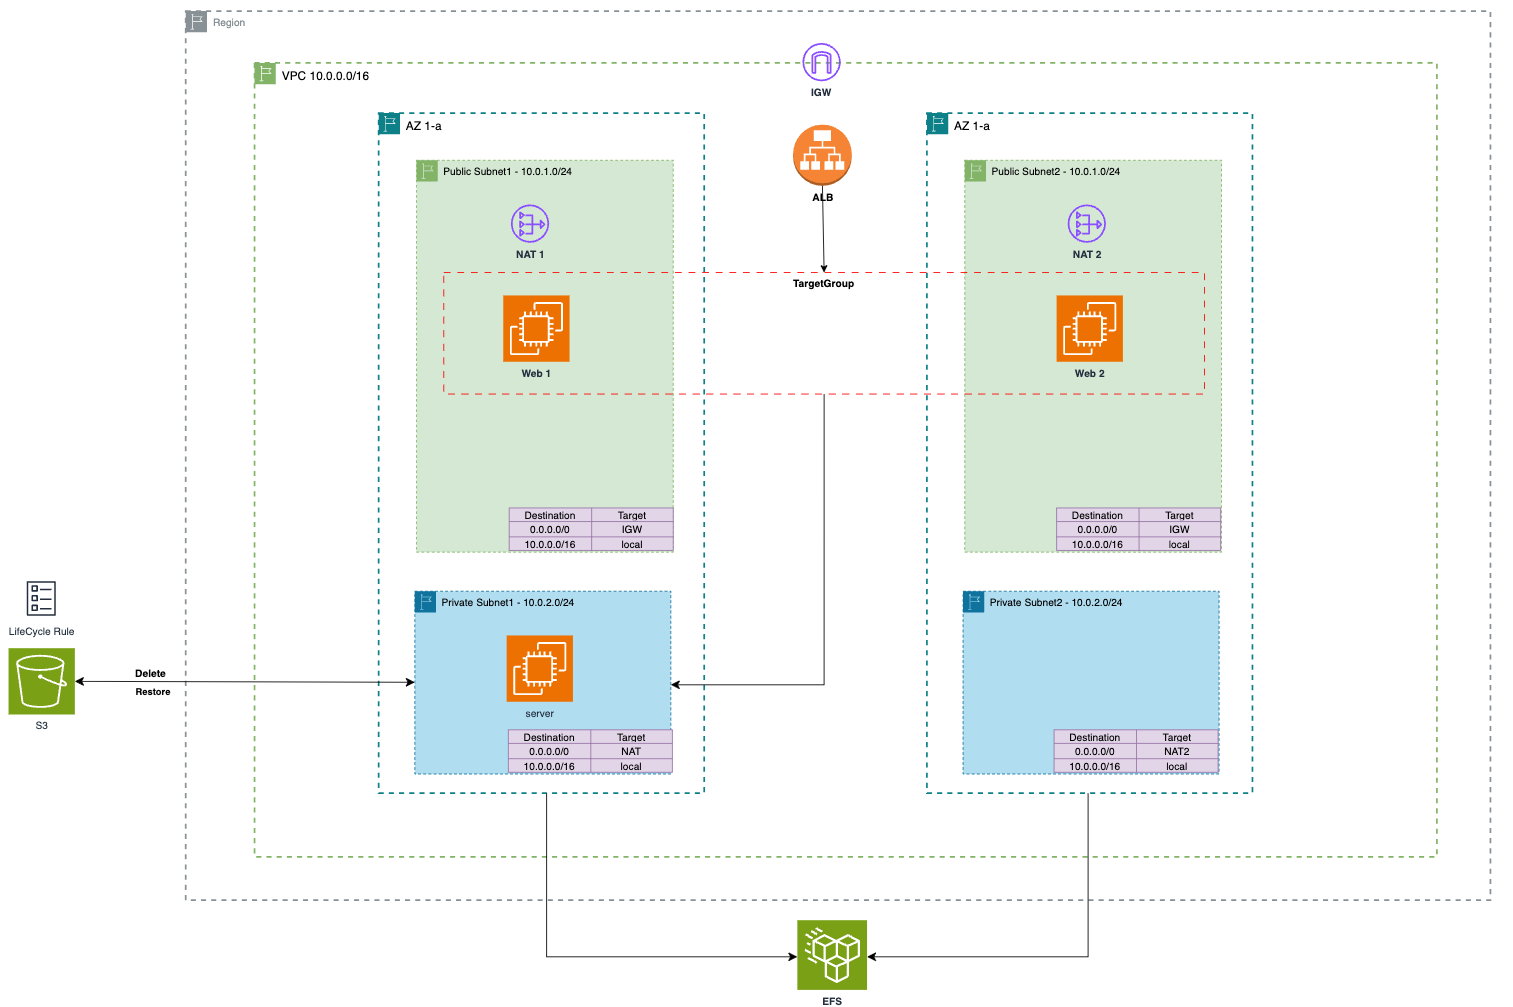 Region
VPC 10.0.0.0/16
IGW
AZ 1-a
AZ 1-a
ALB
Public Subnet1 - 10.0.1.0/24
Public Subnet2 - 10.0.1.0/24
NAT 1
NAT 2
TargetGroup
Web 1
Web 2
Destination Target
0.0.0.0/0 IGW
10.0.0.0/16 local
Destination Target
0.0.0.0/0 IGW
10.0.0.0/16 local
LifeCycle Rule
S3
Delete
Restore
Private Subnet1 - 10.0.2.0/24
server
Destination Target
0.0.0.0/0 NAT
10.0.0.0/16 local
Private Subnet2 - 10.0.2.0/24
Destination Target
0.0.0.0/0 NAT2
10.0.0.0/16 local
EFS